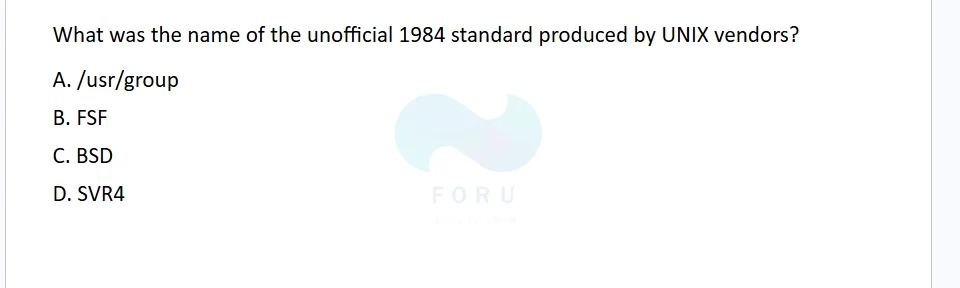 What was the name of the unofficial 1984 standard produced by UNIX vendors?
A. /usr/group
B. FSF
C. BSD
D. SVR4
FORU